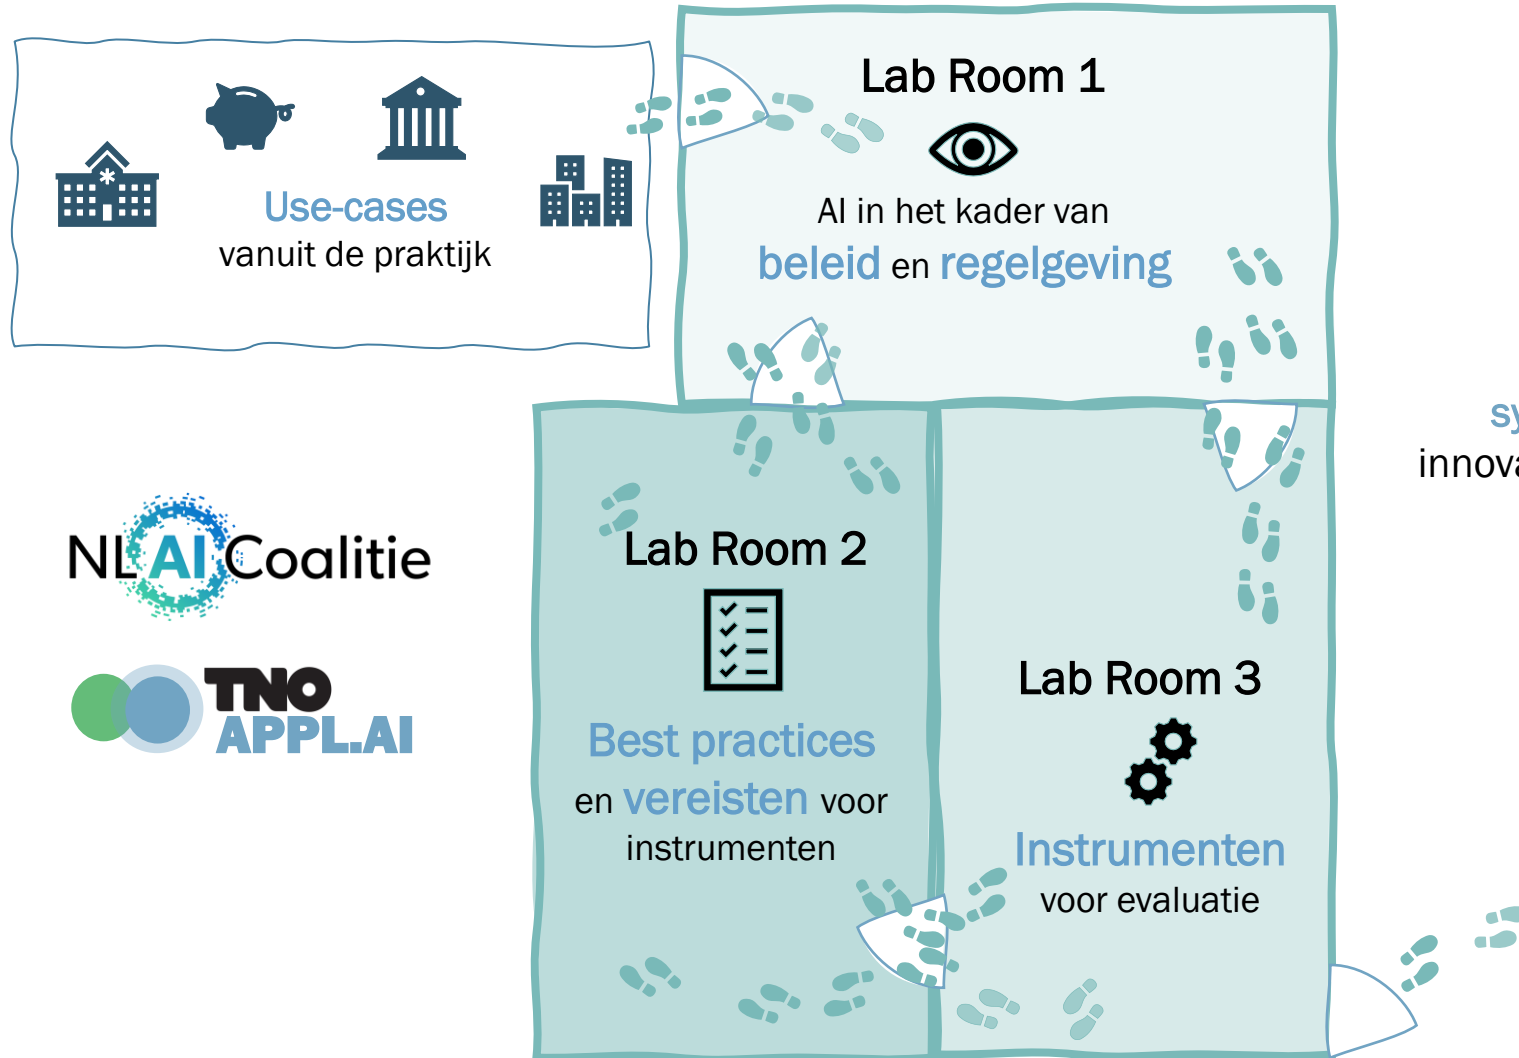 Use-cases
vanuit de praktijk
Lab Room 1
AI in het kader van
beleid en regelgeving
NL AI Coalitie
TNO
APPL.AI
Lab Room 2
Best practices
en vereisten voor
instrumenten
Lab Room 3
Instrumenten
voor evaluatie